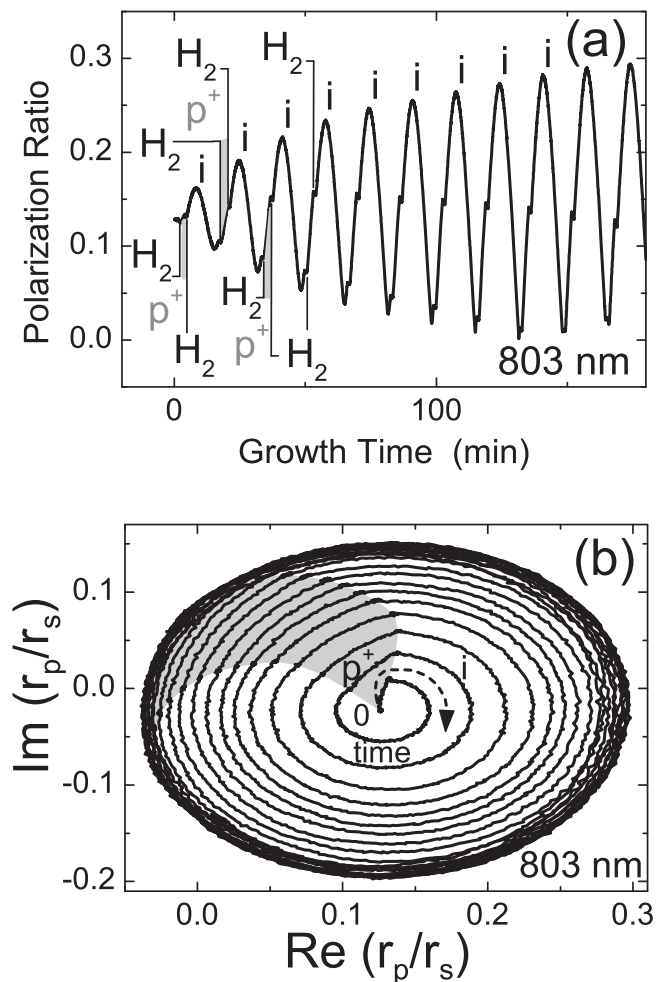 (a)
0.3
0.2
0.1
0.0
Polarization Ratio
H2
p+
H2
i
i
i
H2
i
i
i
i
i
i
H2
p+
H2
H2
p+
H2
803 nm
0
100
Growth Time (min)
(b)
0.1
0.0
-0.1
-0.2
Im (rp/rs)
p+
i
0
time
803 nm
0.0
0.1
0.2
0.3
Re (rp/rs)